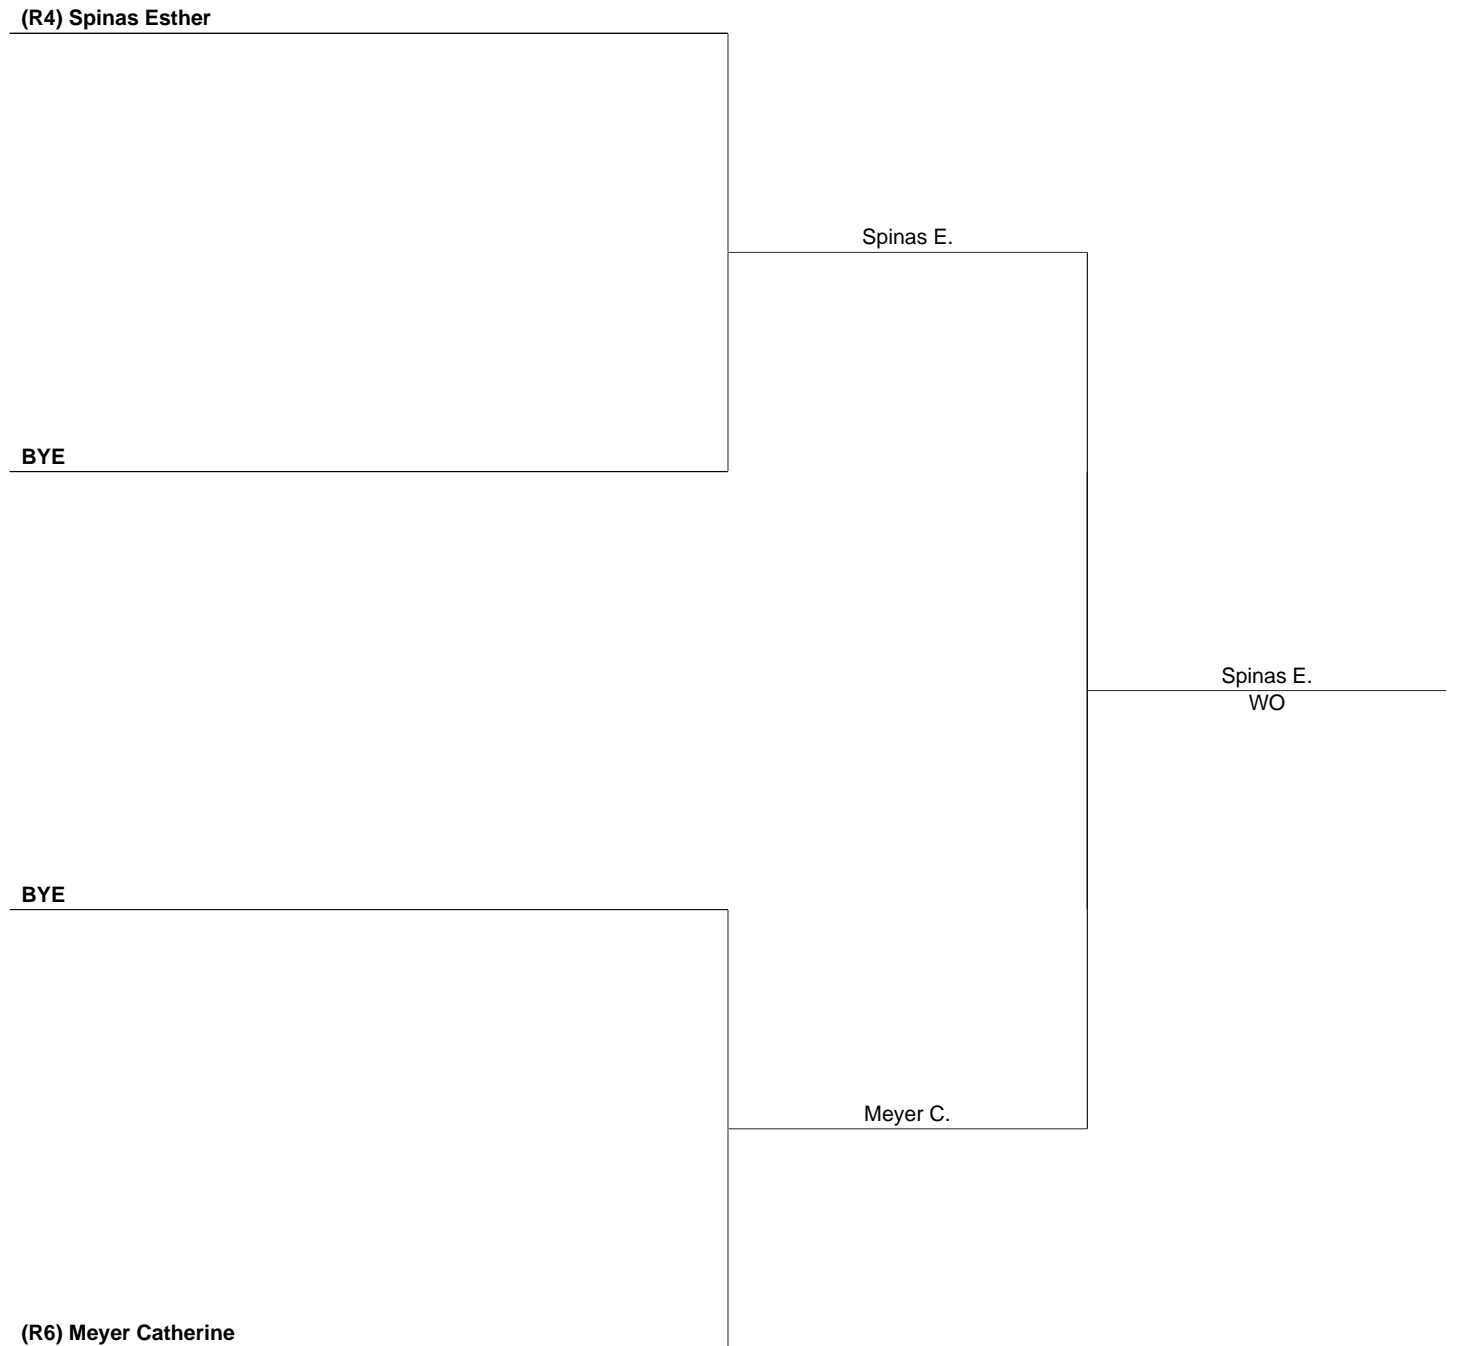 (R4) Spinas Esther
Spinas E.
BYE
Spinas E.
WO
BYE
Meyer C.
(R6) Meyer Catherine